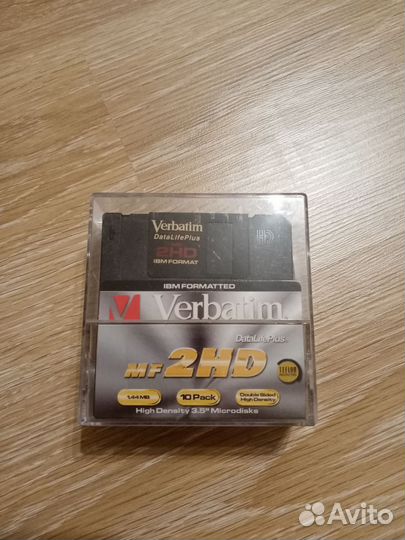 Verbatim
DataLifePlus
2HD
IBM FORMAT
HD
IBM FORMATTED
Verbatim
DataLifePlus
MF 2HD
TEFLON
1.44 MB
10 Pack
Double Sided
High Density
High Density 3.5" Microdisks
Avito